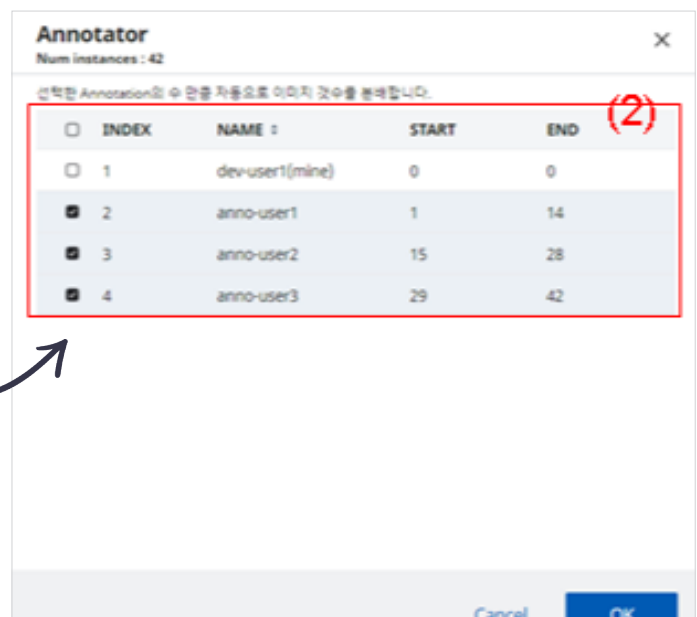 Annotator
Num instances : 42
선택한 Annotation의 수 만큼 자동으로 이미지 갯수를 분배합니다.
(2)
INDEX NAME START END
1 dev-user1(mine) 0 0
2 anno-user1 1 14
3 anno-user2 15 28
4 anno-user3 29 42
Cancel OK